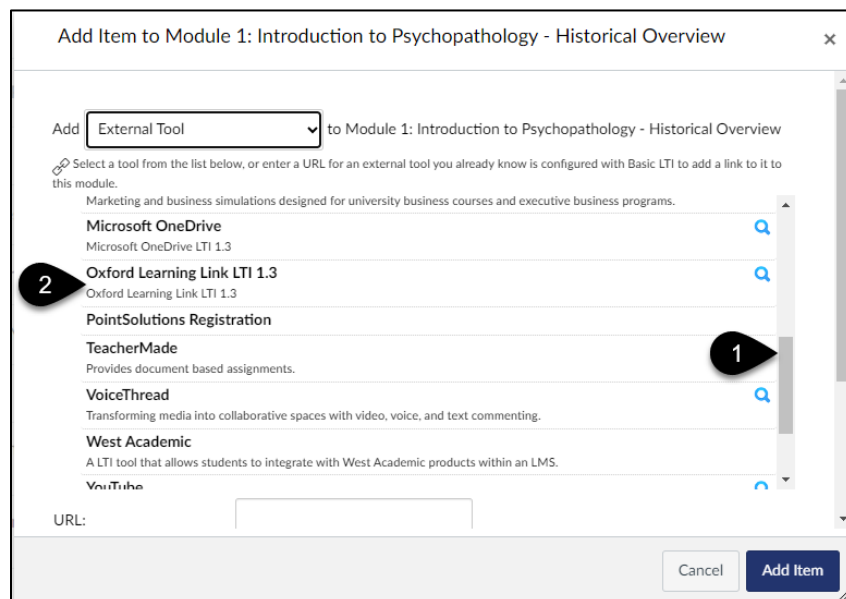 Add Item to Module 1: Introduction to Psychopathology - Historical Overview ×
Add External Tool to Module 1: Introduction to Psychopathology - Historical Overview
Select a tool from the list below, or enter a URL for an external tool you already know is configured with Basic LTI to add a link to it to
this module.
Marketing and business simulations designed for university business courses and executive business programs.
Microsoft OneDrive
Microsoft OneDrive LTI 1.3
2
Oxford Learning Link LTI 1.3
Oxford Learning Link LTI 1.3
PointSolutions Registration
TeacherMade
1
Provides document based assignments.
VoiceThread
Transforming media into collaborative spaces with video, voice, and text commenting.
West Academic
A LTI tool that allows students to integrate with West Academic products within an LMS.
YouTube
URL:
Cancel Add Item